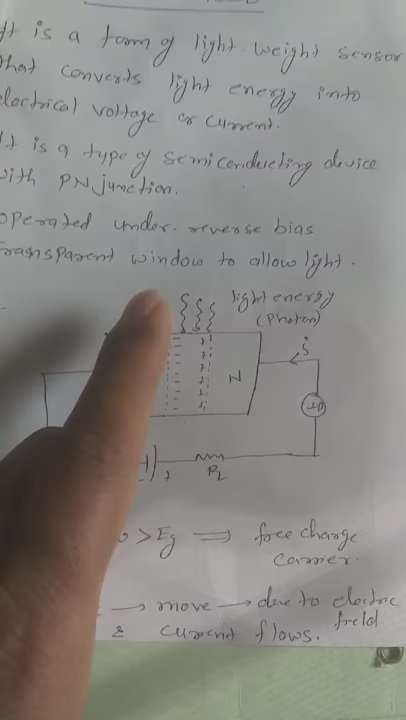 It is a form of light weight sensor
that converts light energy into
electrical voltage or current.
It is a type of semiconducting device
with PN junction.
operated under reverse bias
Transparent window to allow light.
light energy
(Photon)
i
N
μA
RL
> Eg ⇒ free charge
carrier.
→ move → due to electric
field
& current flows.